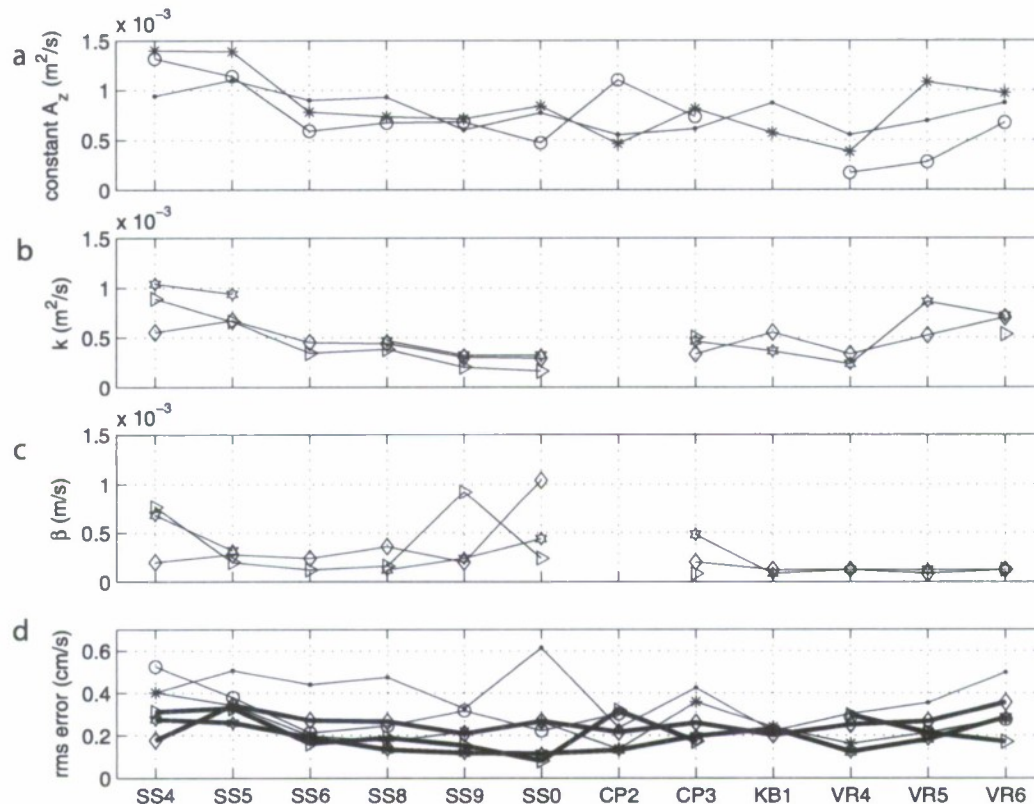 x 10⁻³
a
constant A_z (m²/s)
1.5
1
0.5
0
x 10⁻³
b
k (m²/s)
1.5
1
0.5
0
x 10⁻³
c
β (m/s)
1.5
1
0.5
0
d
rms error (cm/s)
0.6
0.4
0.2
0
SS4 SS5 SS6 SS8 SS9 SS0 CP2 CP3 KB1 VR4 VR5 VR6